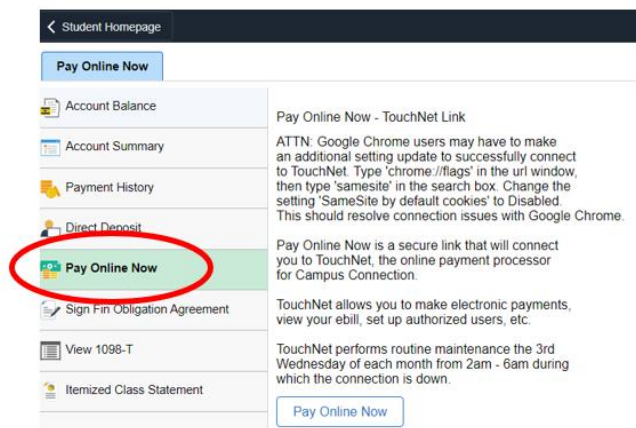 Student Homepage
Pay Online Now
Account Balance
Account Summary
Payment History
Direct Deposit
Pay Online Now
Sign Fin Obligation Agreement
View 1098-T
Itemized Class Statement
Pay Online Now - TouchNet Link
ATTN: Google Chrome users may have to make
an additional setting update to successfully connect
to TouchNet. Type 'chrome://flags' in the url window,
then type 'samesite' in the search box. Change the
setting 'SameSite by default cookies' to Disabled.
This should resolve connection issues with Google Chrome.
Pay Online Now is a secure link that will connect
you to TouchNet, the online payment processor
for Campus Connection.
TouchNet allows you to make electronic payments,
view your ebill, set up authorized users, etc.
TouchNet performs routine maintenance the 3rd
Wednesday of each month from 2am - 6am during
which the connection is down.
Pay Online Now